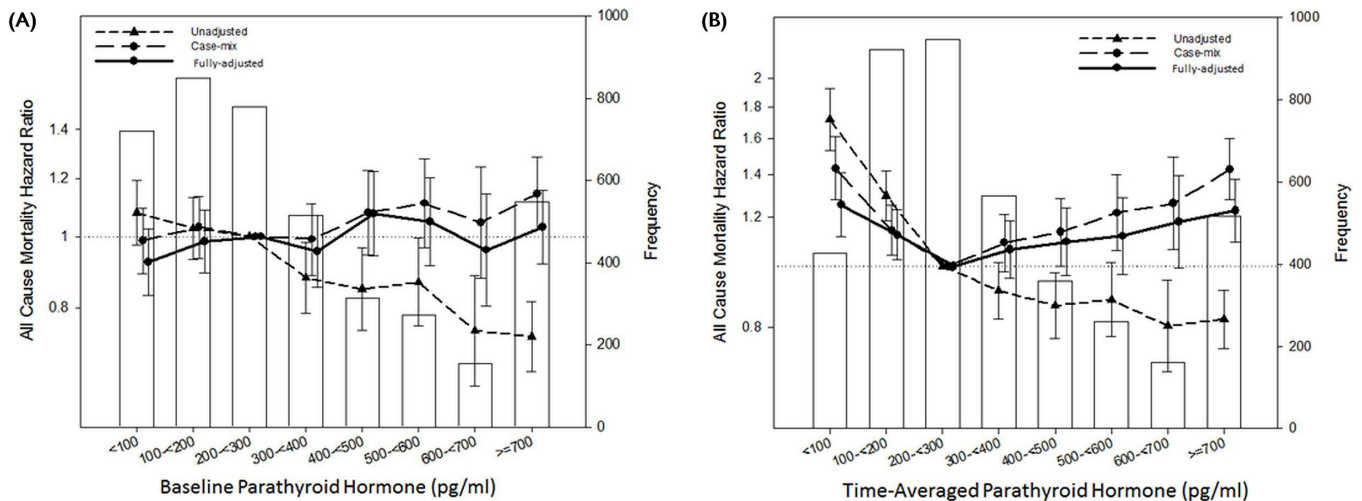 (A)
Unadjusted
Case-mix
Fully-adjusted
All Cause Mortality Hazard Ratio
1.4
1.2
1
0.8
1000
800
600
400
200
0
Frequency
<100
100-<200
200-<300
300-<400
400-<500
500-<600
600-<700
>=700
Baseline Parathyroid Hormone (pg/ml)
(B)
Unadjusted
Case-mix
Fully-adjusted
All Cause Mortality Hazard Ratio
2
1.8
1.6
1.4
1.2
1
0.8
1000
800
600
400
200
0
Frequency
<100
100-<200
200-<300
300-<400
400-<500
500-<600
600-<700
>=700
Time-Averaged Parathyroid Hormone (pg/ml)